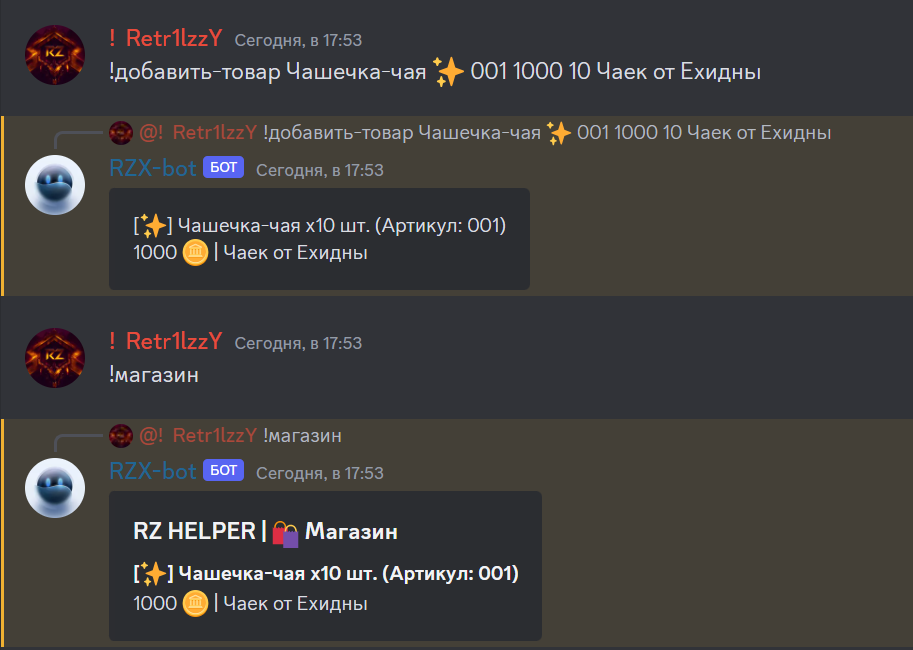 ! Retr1lzzY Сегодня, в 17:53
!добавить-товар Чашечка-чая ✨ 001 1000 10 Чаек от Ехидны
@! Retr1lzzY !добавить-товар Чашечка-чая ✨ 001 1000 10 Чаек от Ехидны
RZX-bot БОТ Сегодня, в 17:53
[✨] Чашечка-чая x10 шт. (Артикул: 001)
1000 🪙 | Чаек от Ехидны
! Retr1lzzY Сегодня, в 17:53
!магазин
@! Retr1lzzY !магазин
RZX-bot БОТ Сегодня, в 17:53
RZ HELPER | 🛍️ Магазин
[✨] Чашечка-чая x10 шт. (Артикул: 001)
1000 🪙 | Чаек от Ехидны